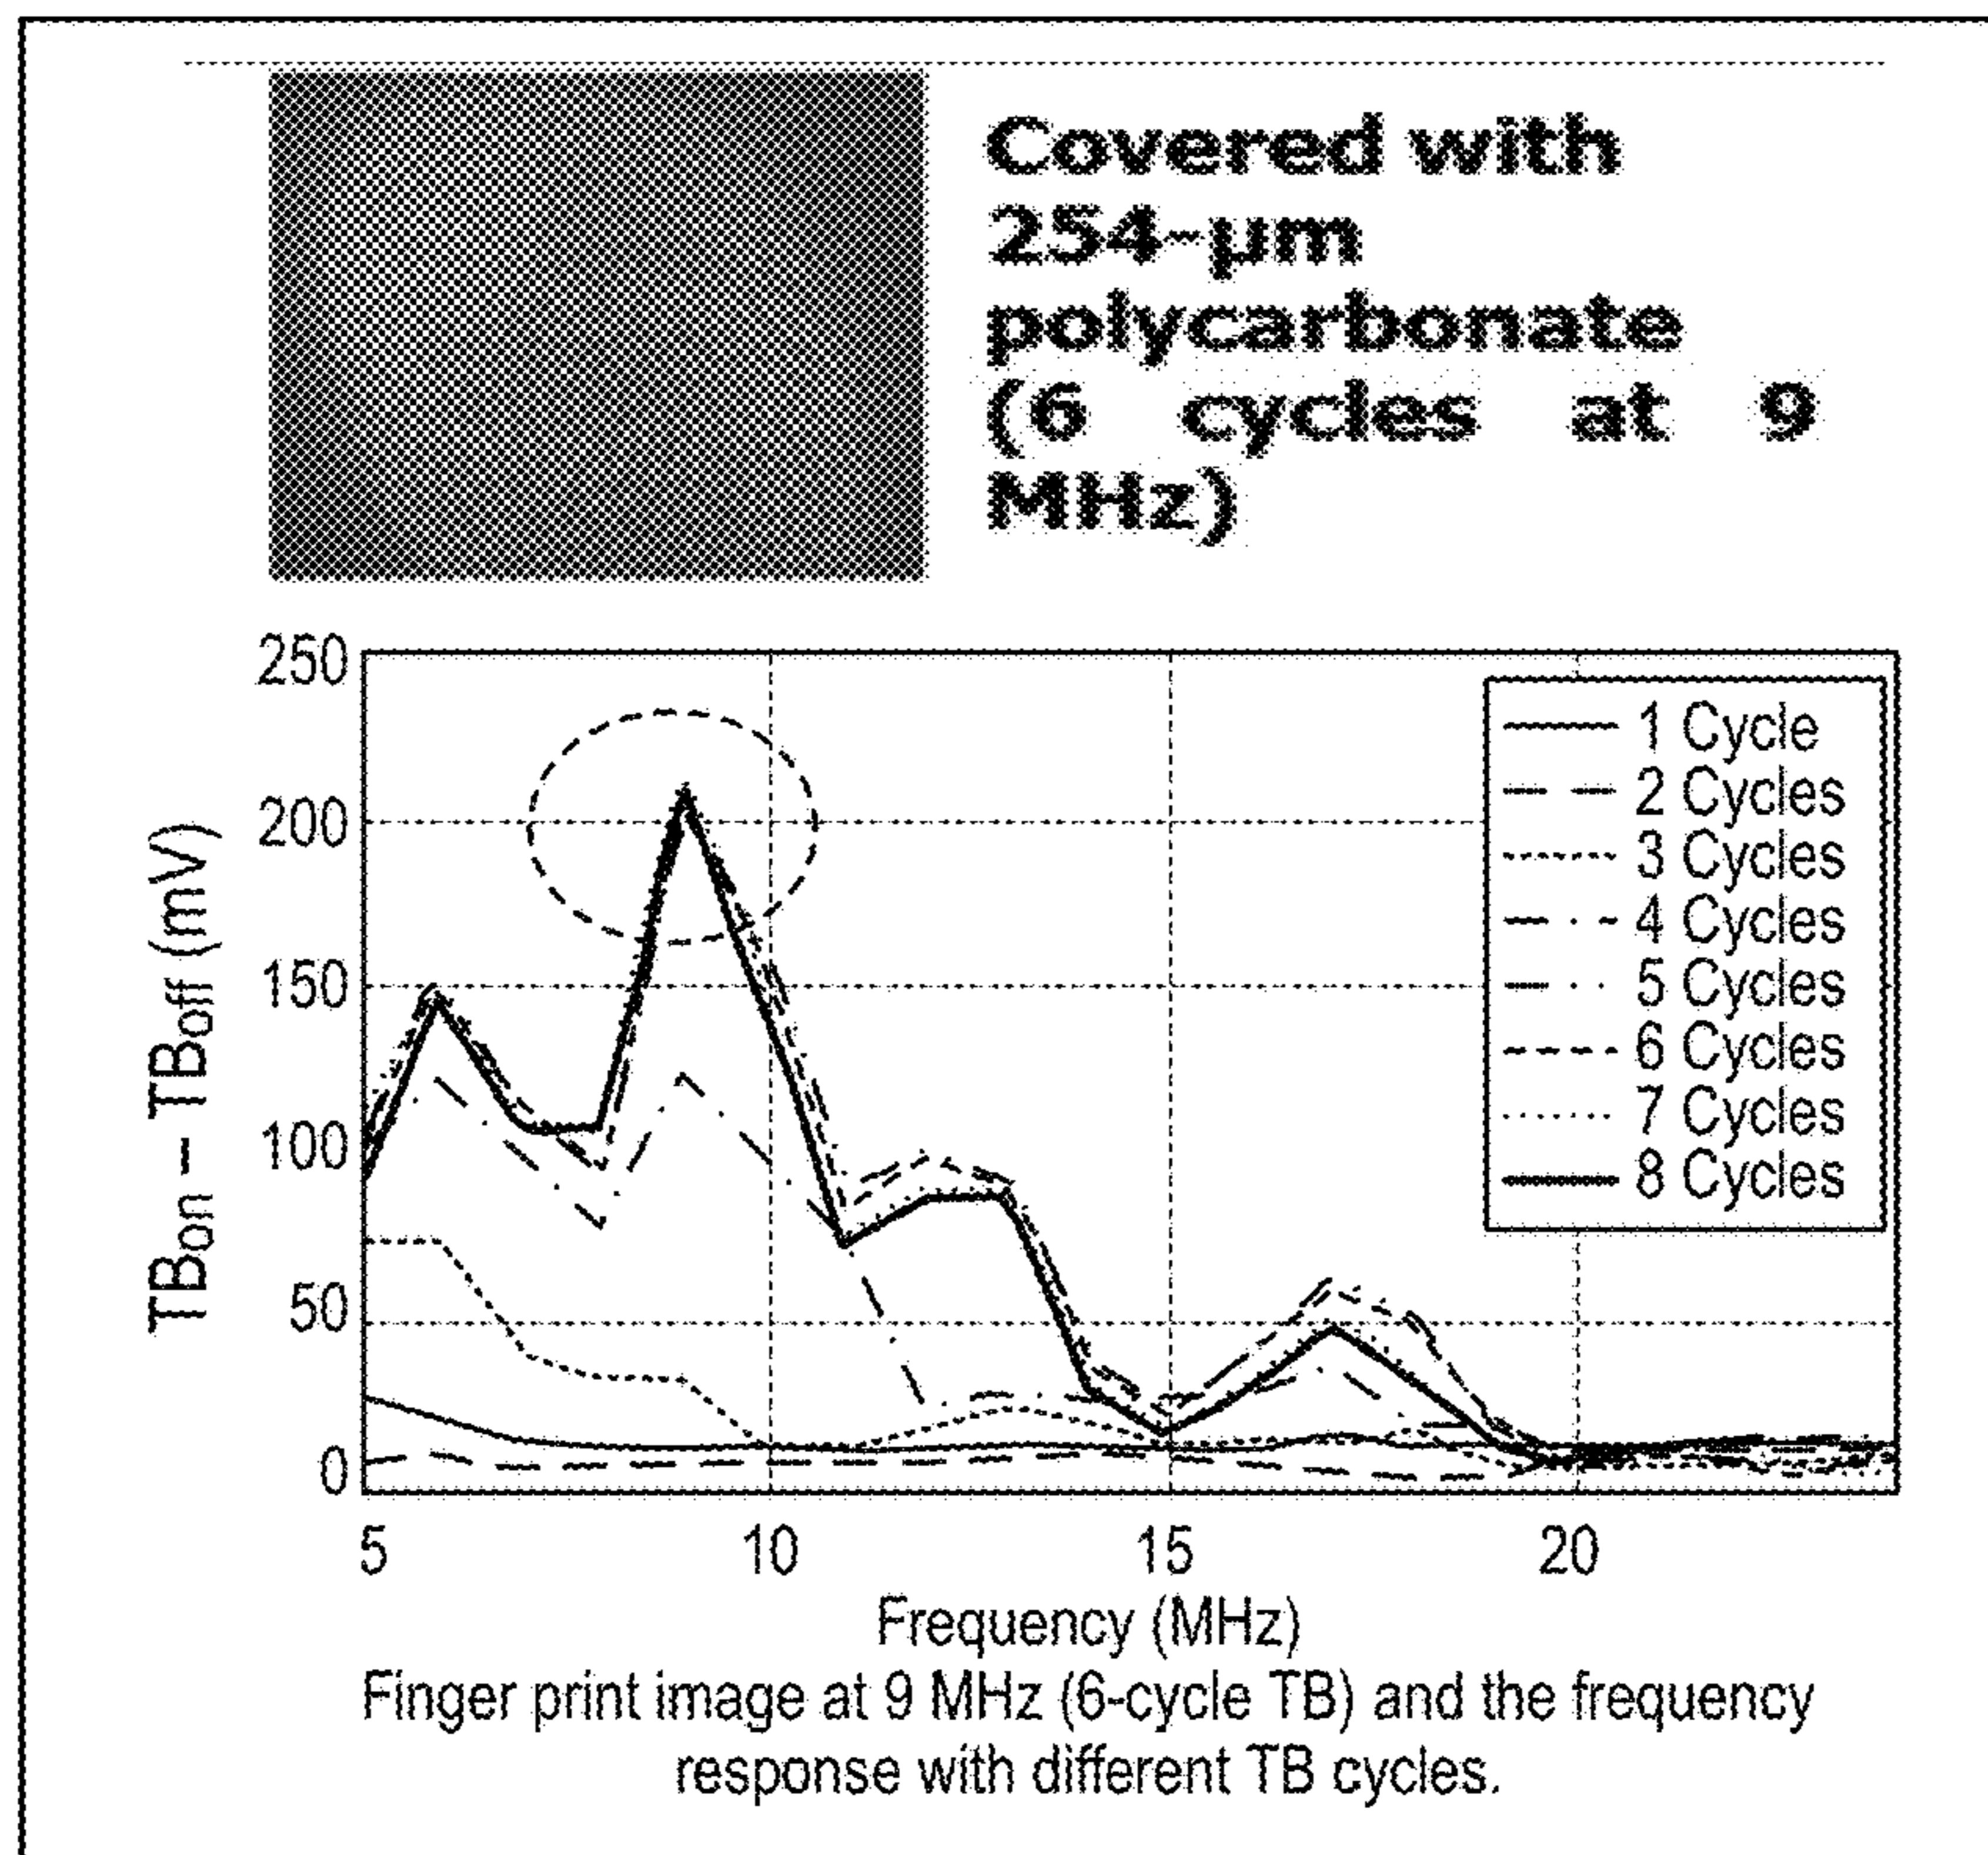 Covered with
254-µm
polycarbonate
(6 cycles at 9
MHz)
250
200
150
100
50
0
TBon – TBoff (mV)
1 Cycle
2 Cycles
3 Cycles
4 Cycles
5 Cycles
6 Cycles
7 Cycles
8 Cycles
5 10 15 20
Frequency (MHz)
Finger print image at 9 MHz (6-cycle TB) and the frequency
response with different TB cycles.